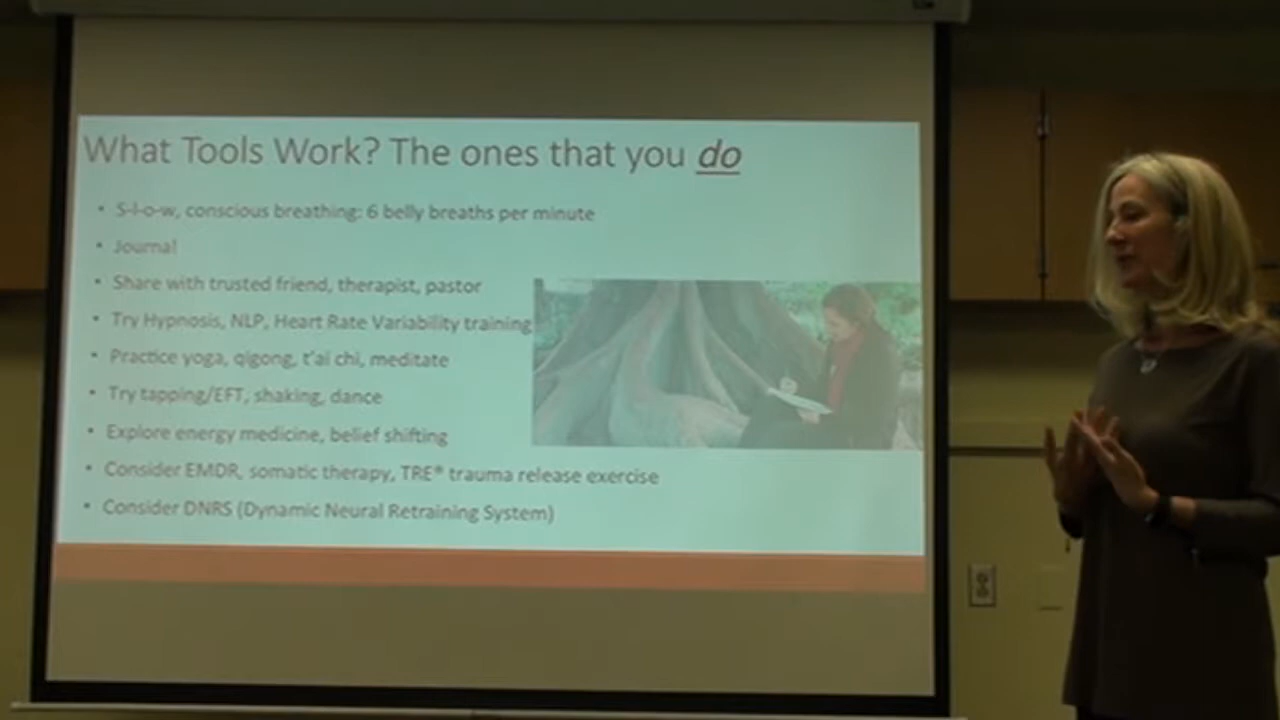 What Tools Work? The ones that you do
• S-l-o-w, conscious breathing: 6 belly breaths per minute
• Journal
• Share with trusted friend, therapist, pastor
• Try Hypnosis, NLP, Heart Rate Variability training
• Practice yoga, qigong, t'ai chi, meditate
• Try tapping/EFT, shaking, dance
• Explore energy medicine, belief shifting
• Consider EMDR, somatic therapy, TRE® trauma release exercise
• Consider DNRS (Dynamic Neural Retraining System)